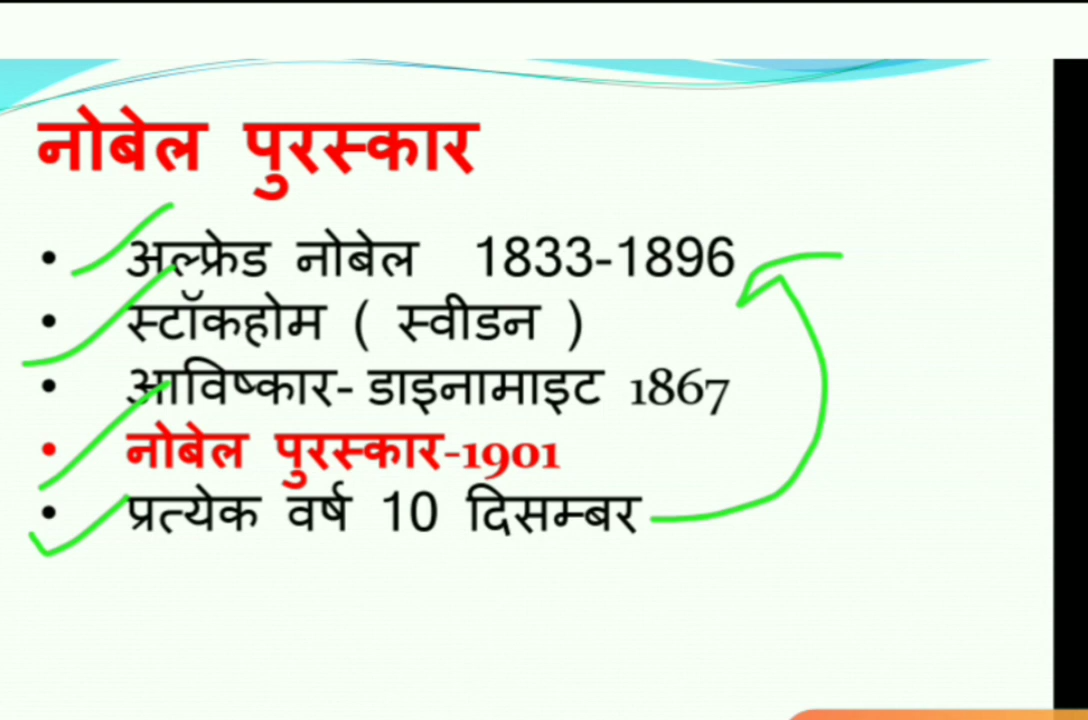 नोबेल पुरस्कार
• अल्फ्रेड नोबेल 1833-1896
• स्टॉकहोम ( स्वीडन )
• आविष्कार- डाइनामाइट 1867
• नोबेल पुरस्कार-1901
• प्रत्येक वर्ष 10 दिसम्बर